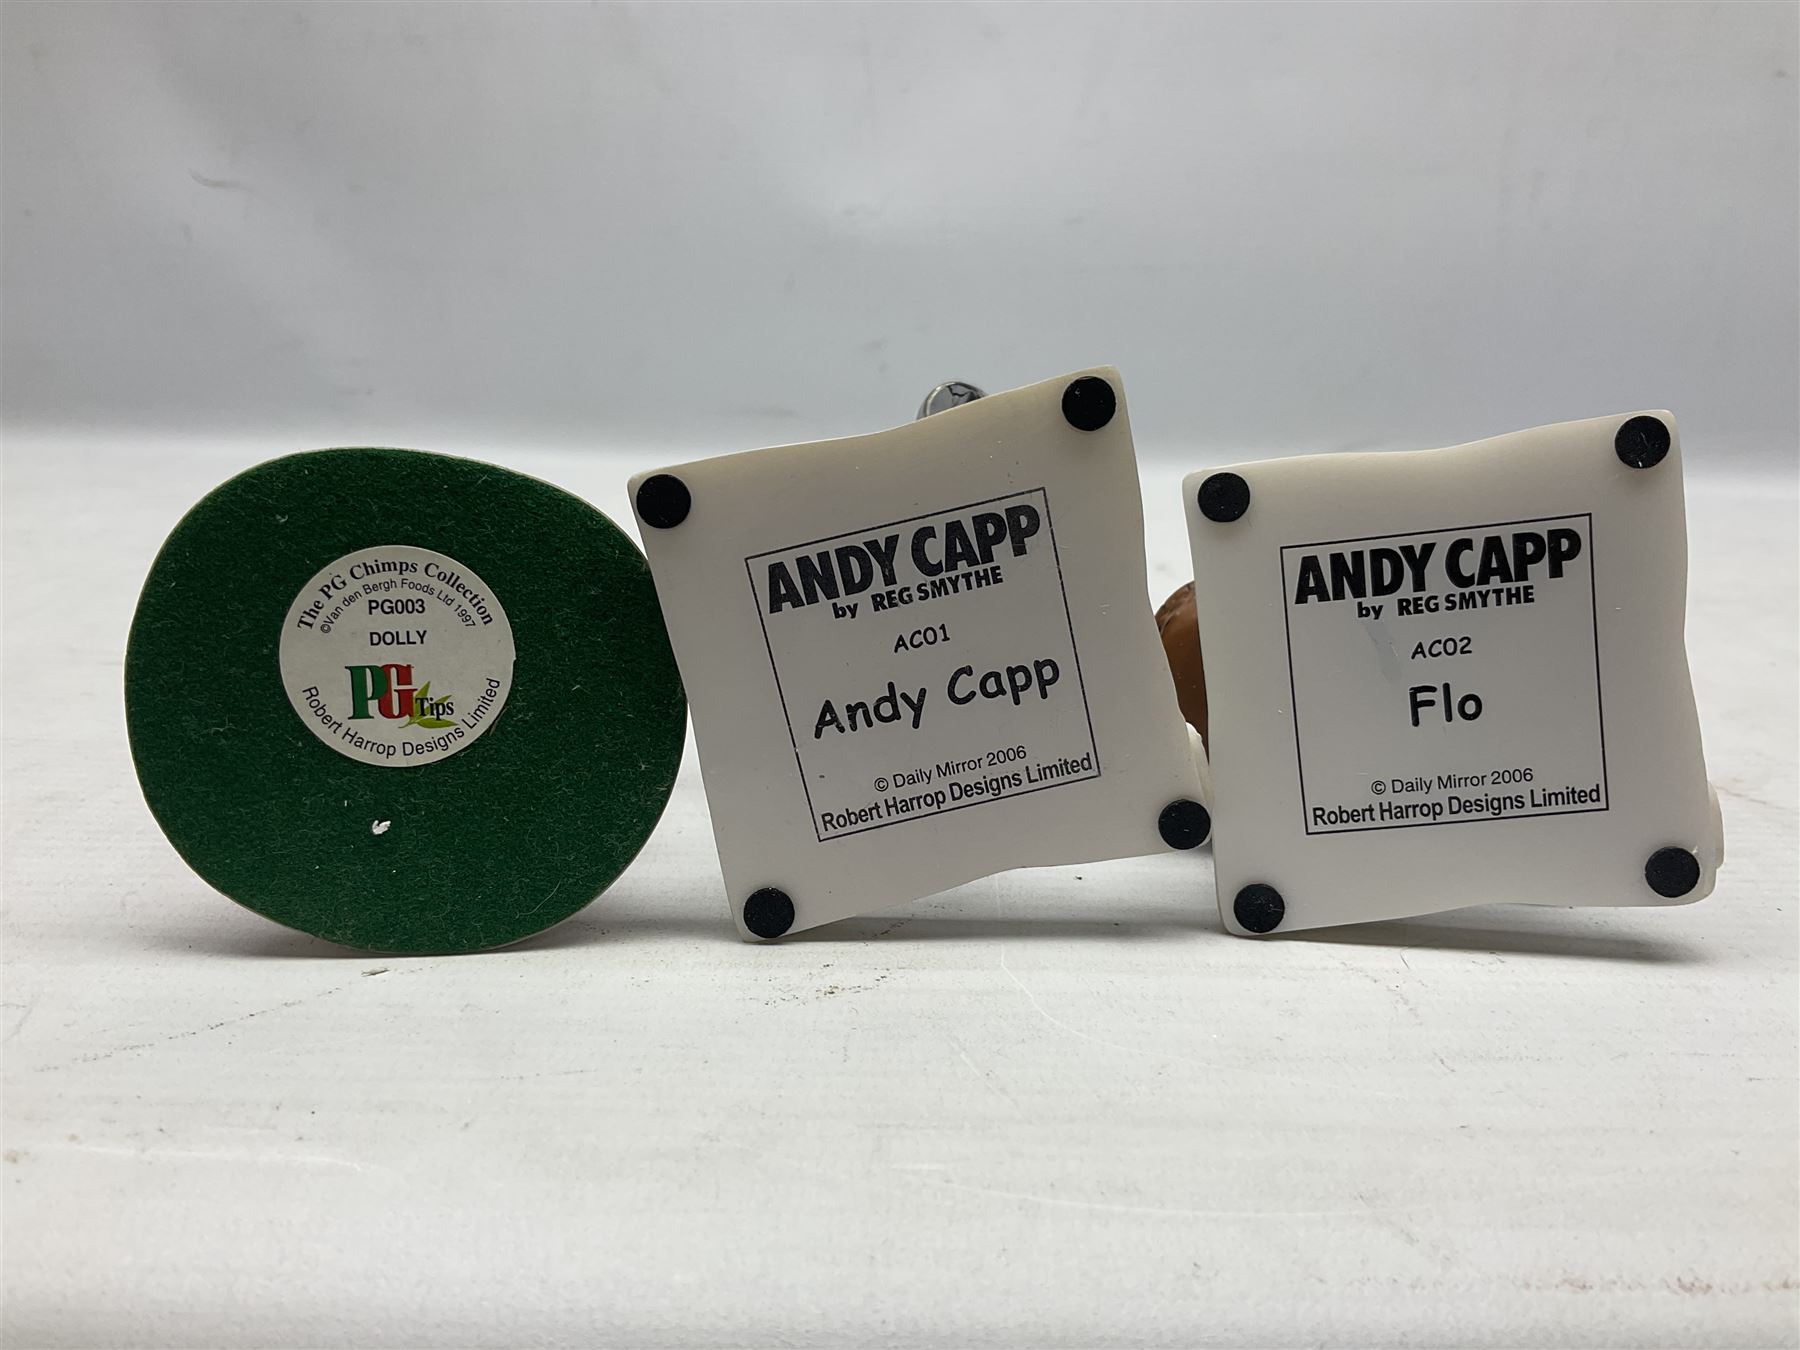 The PG Chimps Collection
©Van den Bergh Foods Ltd 1997
PG003
DOLLY
PG Tips
Robert Harrop Designs Limited
ANDY CAPP
by REG SMYTHE
AC01
Andy Capp
© Daily Mirror 2006
Robert Harrop Designs Limited
ANDY CAPP
by REG SMYTHE
AC02
Flo
© Daily Mirror 2006
Robert Harrop Designs Limited